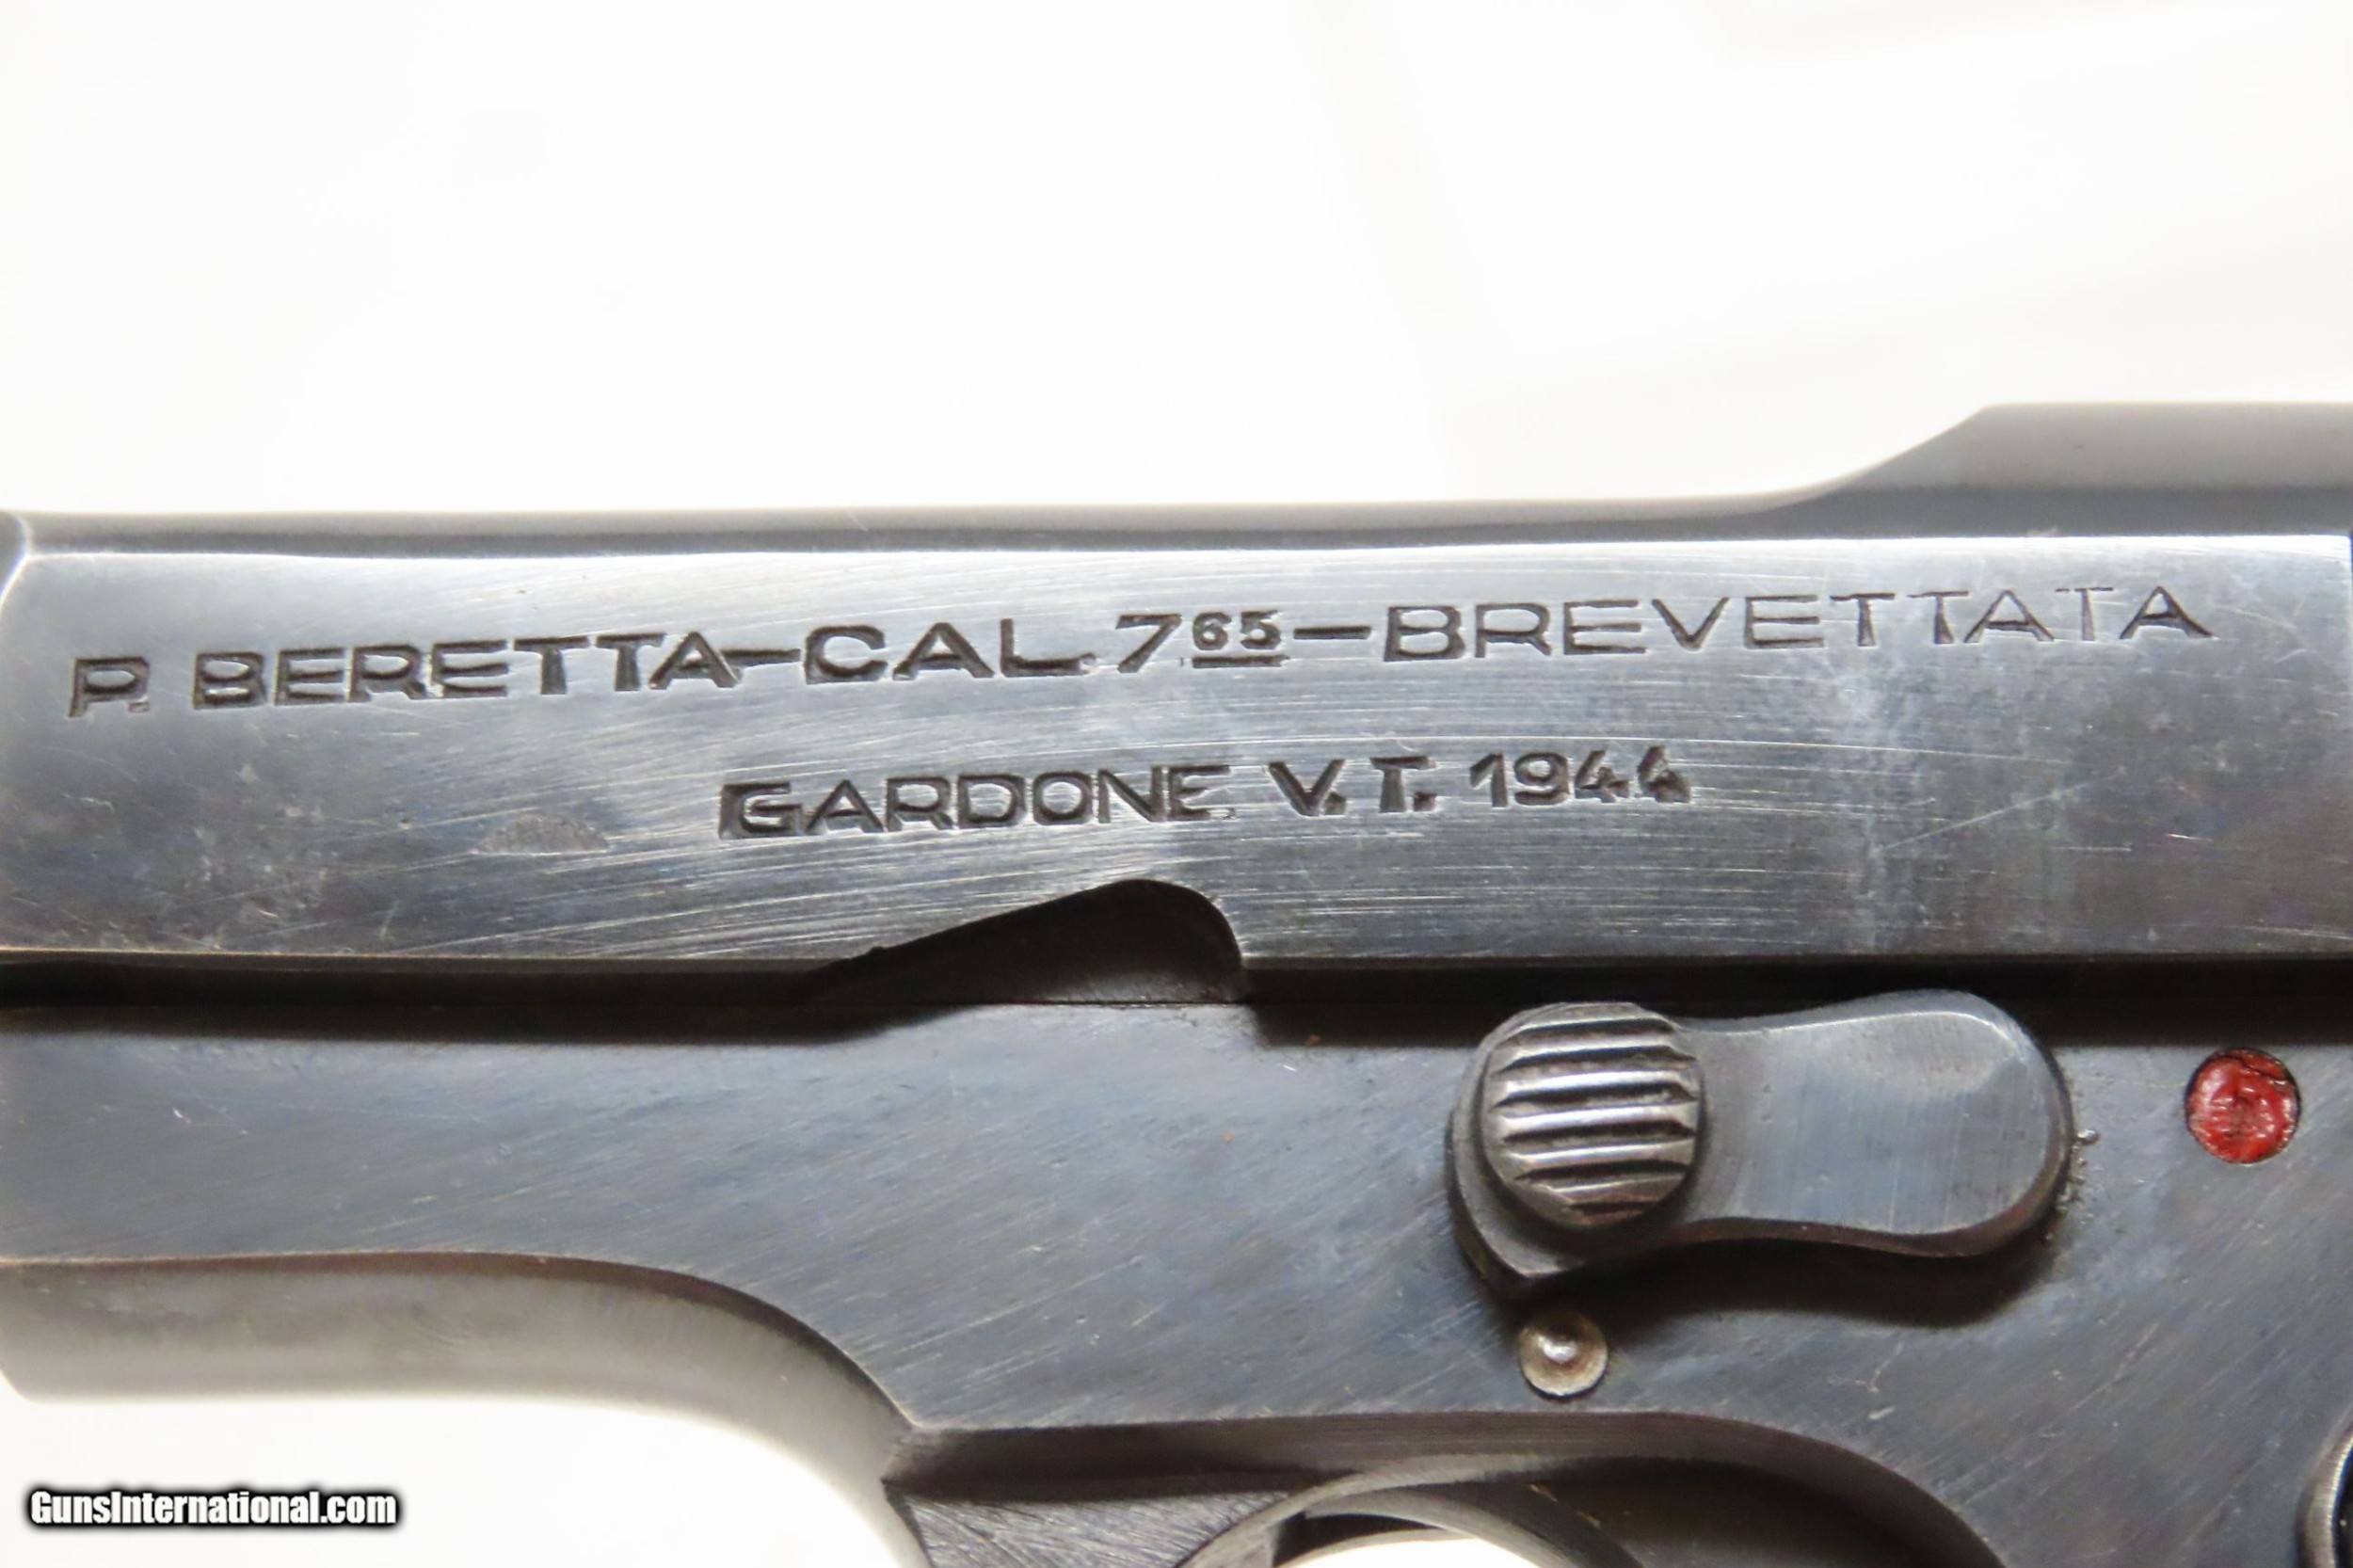 P. BERETTA-CAL. 7,65-BREVETTATA
GARDONE V.T. 1944
GunsInternational.com